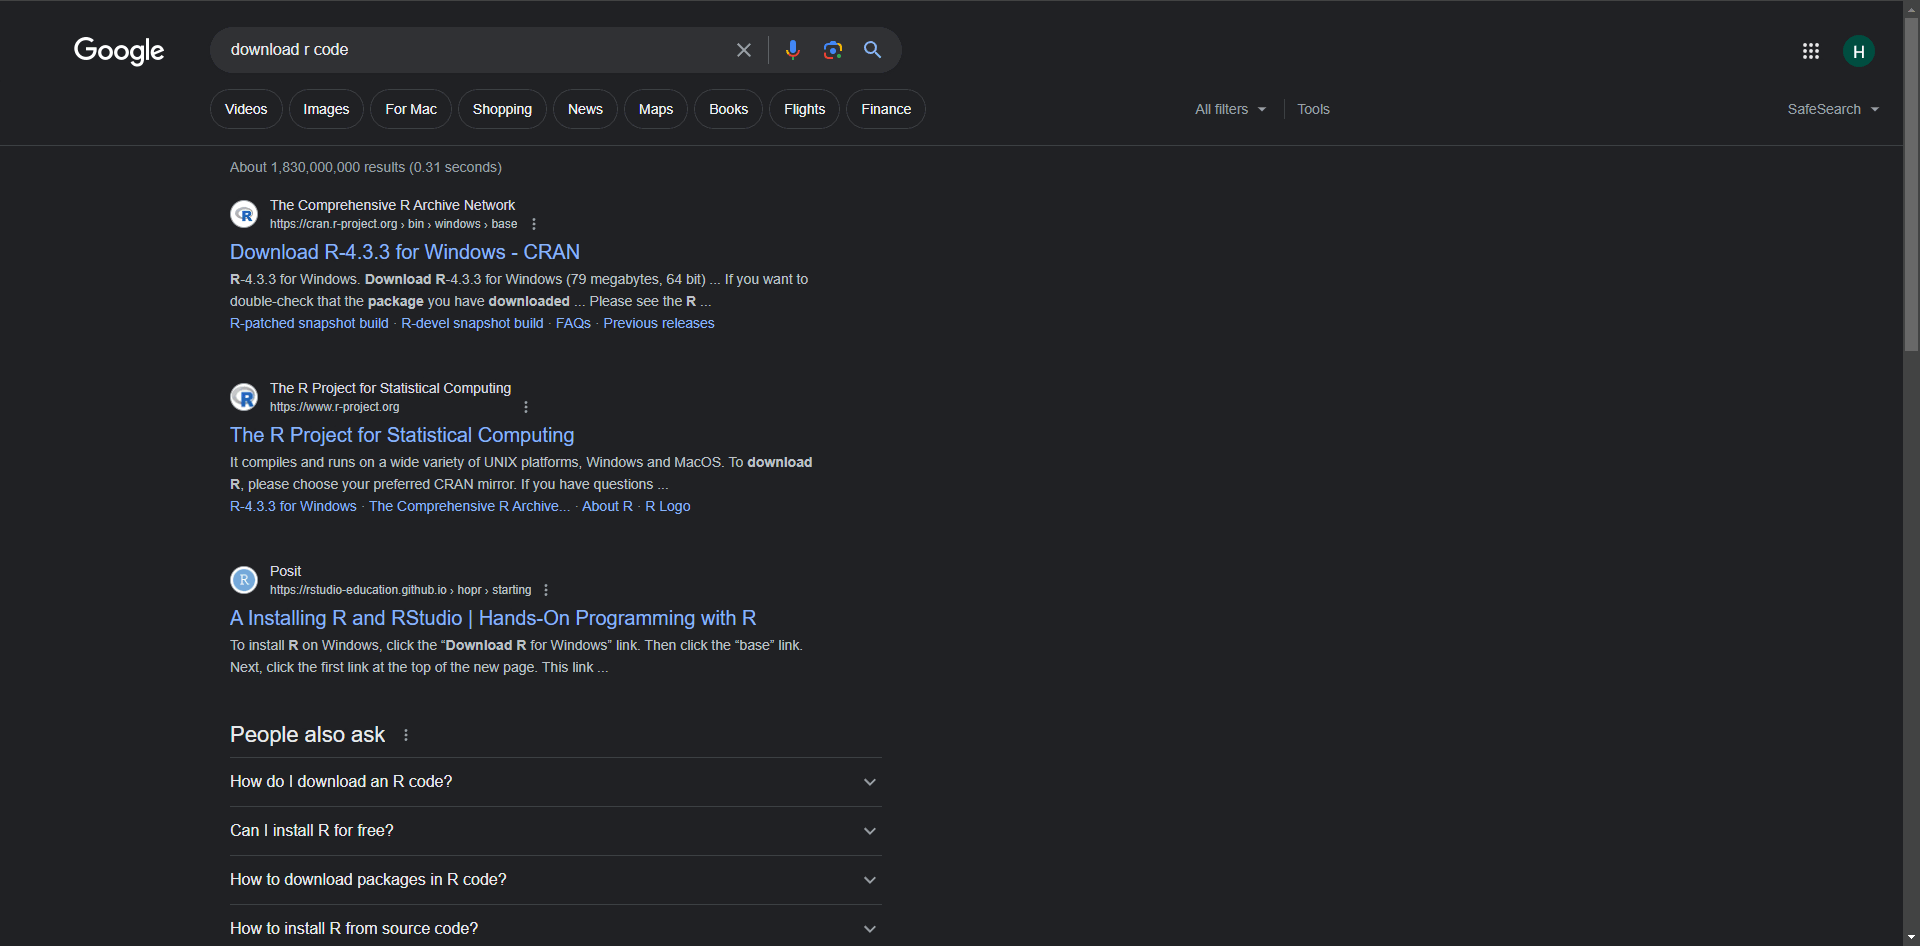 Google
download r code
H
Videos
Images
For Mac
Shopping
News
Maps
Books
Flights
Finance
All filters
Tools
SafeSearch
About 1,830,000,000 results (0.31 seconds)
R
The Comprehensive R Archive Network
https://cran.r-project.org › bin › windows › base
Download R-4.3.3 for Windows - CRAN
R-4.3.3 for Windows. Download R-4.3.3 for Windows (79 megabytes, 64 bit) ... If you want to
double-check that the package you have downloaded ... Please see the R ...
R-patched snapshot build · R-devel snapshot build · FAQs · Previous releases
R
The R Project for Statistical Computing
https://www.r-project.org
The R Project for Statistical Computing
It compiles and runs on a wide variety of UNIX platforms, Windows and MacOS. To download
R, please choose your preferred CRAN mirror. If you have questions ...
R-4.3.3 for Windows · The Comprehensive R Archive... · About R · R Logo
R
Posit
https://rstudio-education.github.io › hopr › starting
A Installing R and RStudio | Hands-On Programming with R
To install R on Windows, click the “Download R for Windows” link. Then click the “base” link.
Next, click the first link at the top of the new page. This link ...
People also ask
How do I download an R code?
Can I install R for free?
How to download packages in R code?
How to install R from source code?